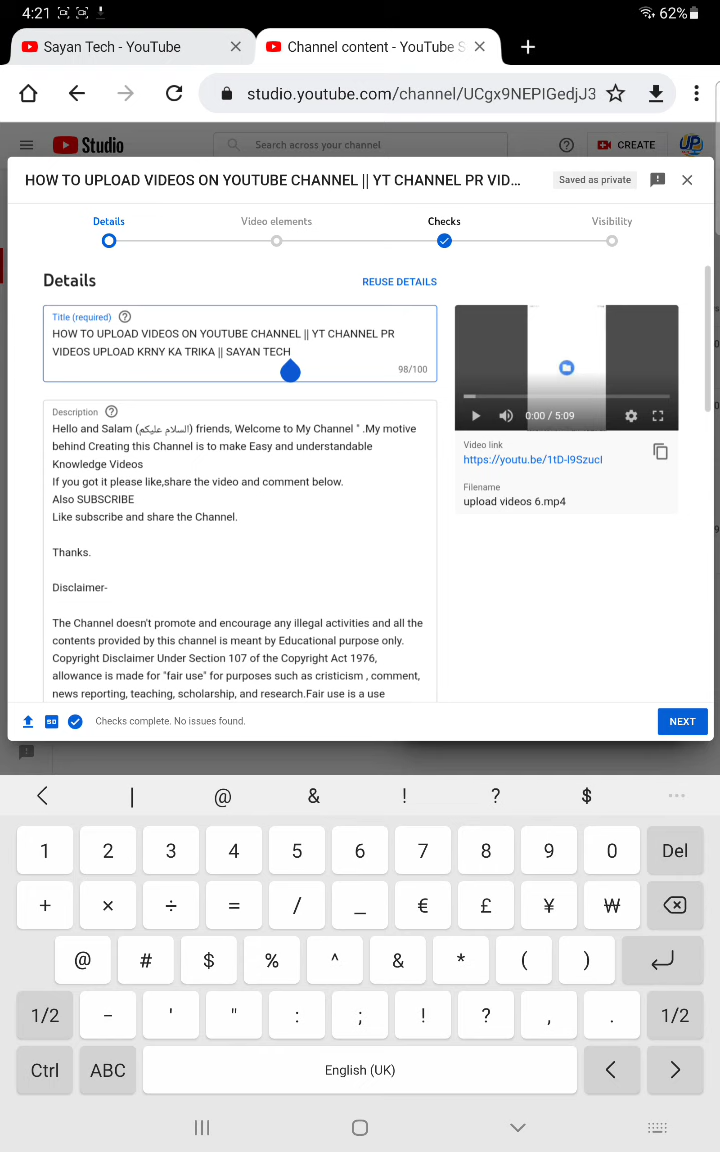 4:21
62%
Sayan Tech - YouTube
Channel content - YouTube S
studio.youtube.com/channel/UCgx9NEPIGedjJ3
Studio
Search across your channel
CREATE
HOW TO UPLOAD VIDEOS ON YOUTUBE CHANNEL || YT CHANNEL PR VID...
Saved as private
Details
Video elements
Checks
Visibility
Details
REUSE DETAILS
Title (required)
HOW TO UPLOAD VIDEOS ON YOUTUBE CHANNEL || YT CHANNEL PR
VIDEOS UPLOAD KRNY KA TRIKA || SAYAN TECH
98/100
0:00 / 5:09
Video link
https://youtu.be/1tD-I9SzucI
Filename
upload videos 6.mp4
Description
Hello and Salam (السلام عليكم) friends, Welcome to My Channel " .My motive
behind Creating this Channel is to make Easy and understandable
Knowledge Videos
If you got it please like,share the video and comment below.
Also SUBSCRIBE
Like subscribe and share the Channel.
Thanks.
Disclaimer-
The Channel doesn't promote and encourage any illegal activities and all the
contents provided by this channel is meant by Educational purpose only.
Copyright Disclaimer Under Section 107 of the Copyright Act 1976,
allowance is made for "fair use" for purposes such as cristicism , comment,
news reporting, teaching, scholarship, and research.Fair use is a use
SD
Checks complete. No issues found.
NEXT
| @ & ! ? $
1 2 3 4 5 6 7 8 9 0 Del
+ × ÷ = / _ € £ ¥ ₩
@ # $ % ^ & * ( )
1/2 - ' " : ; ! ? , . 1/2
Ctrl ABC English (UK) < >